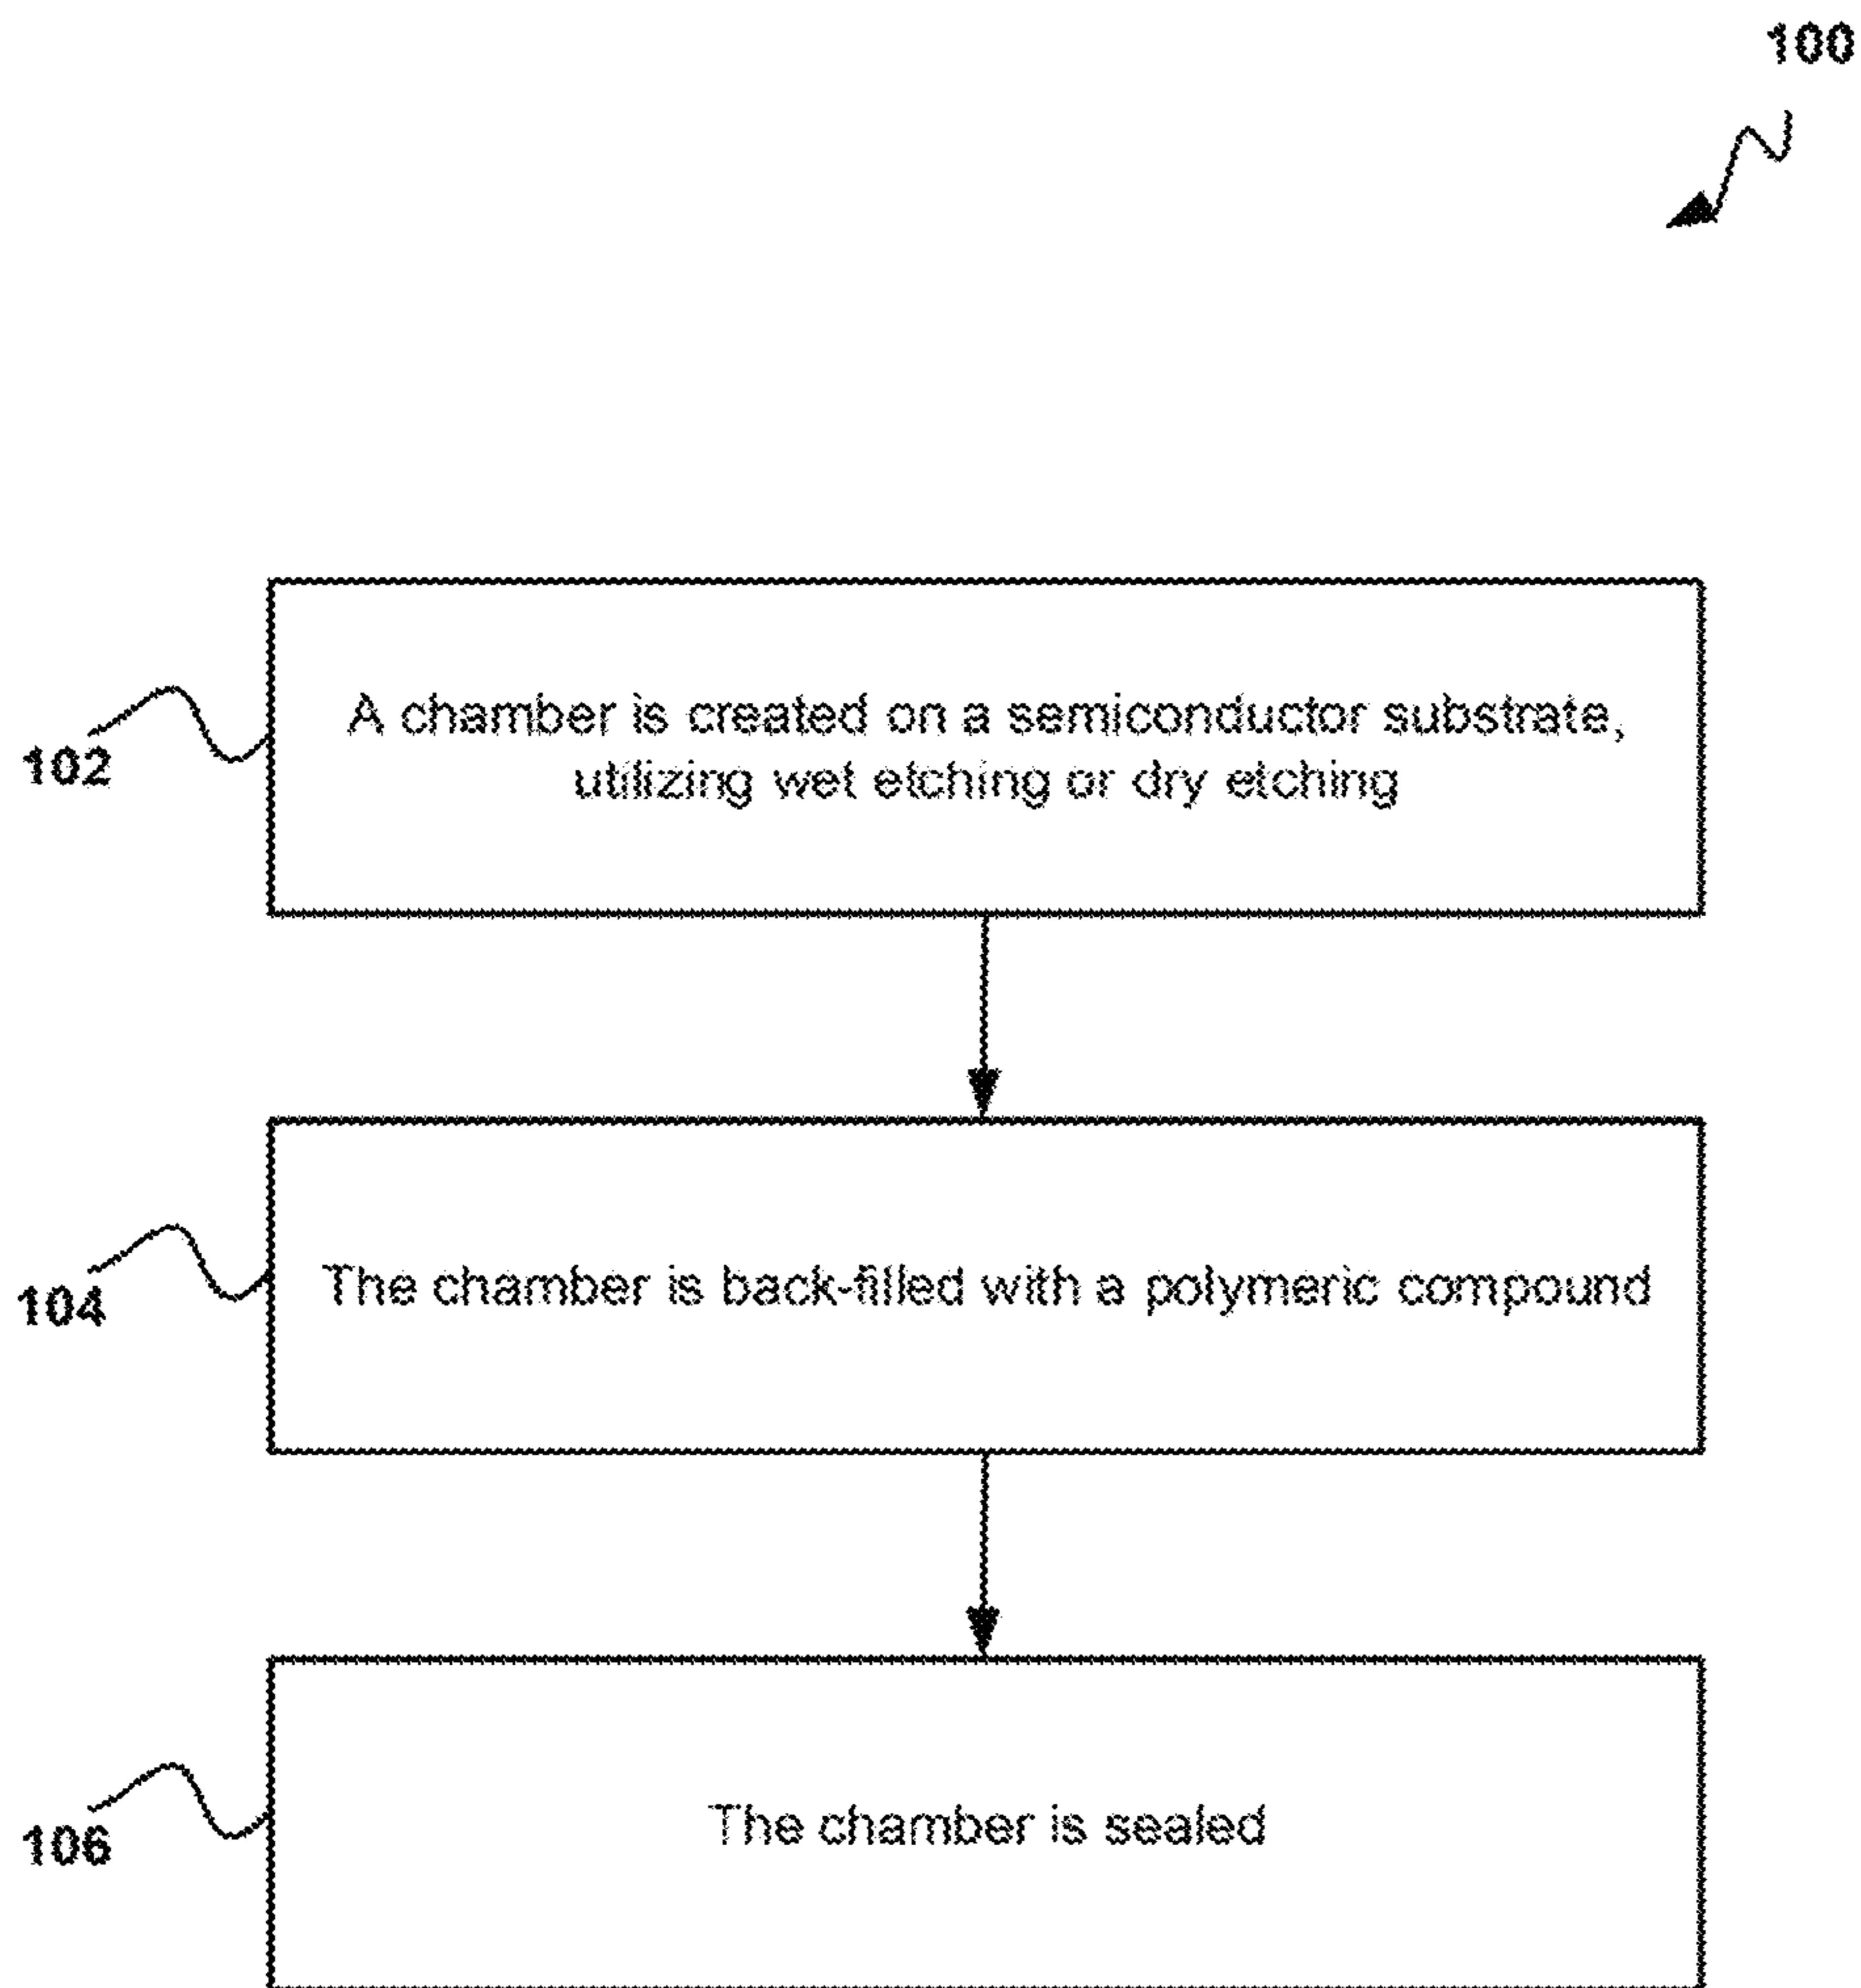 100
A chamber is created on a semiconductor substrate,
utilizing wet etching or dry etching
102
The chamber is back-filled with a polymeric compound
104
The chamber is sealed
106